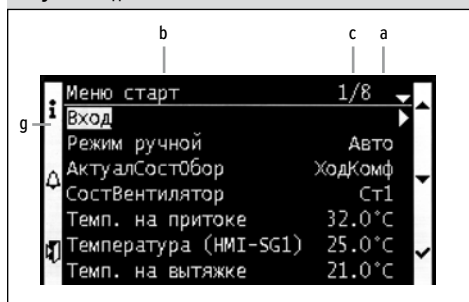 b c a
g
Меню старт 1/8
Вход
Режим ручной Авто
АктуалСостОбор ХодКомф
СостВентилятор Ст1
Темп. на притоке 32.0°C
Температура (HMI-SG1) 25.0°C
Темп. на вытяжке 21.0°C